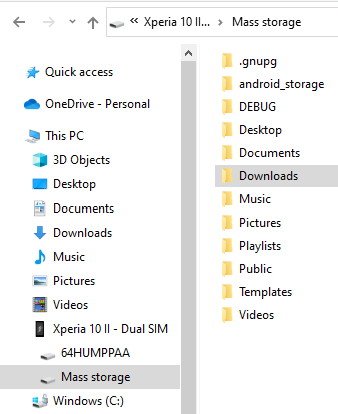 Xperia 10 II... Mass storage
Quick access
OneDrive - Personal
This PC
3D Objects
Desktop
Documents
Downloads
Music
Pictures
Videos
Xperia 10 II - Dual SIM
64HUMPPAA
Mass storage
Windows (C:)
.gnupg
android_storage
DEBUG
Desktop
Documents
Downloads
Music
Pictures
Playlists
Public
Templates
Videos